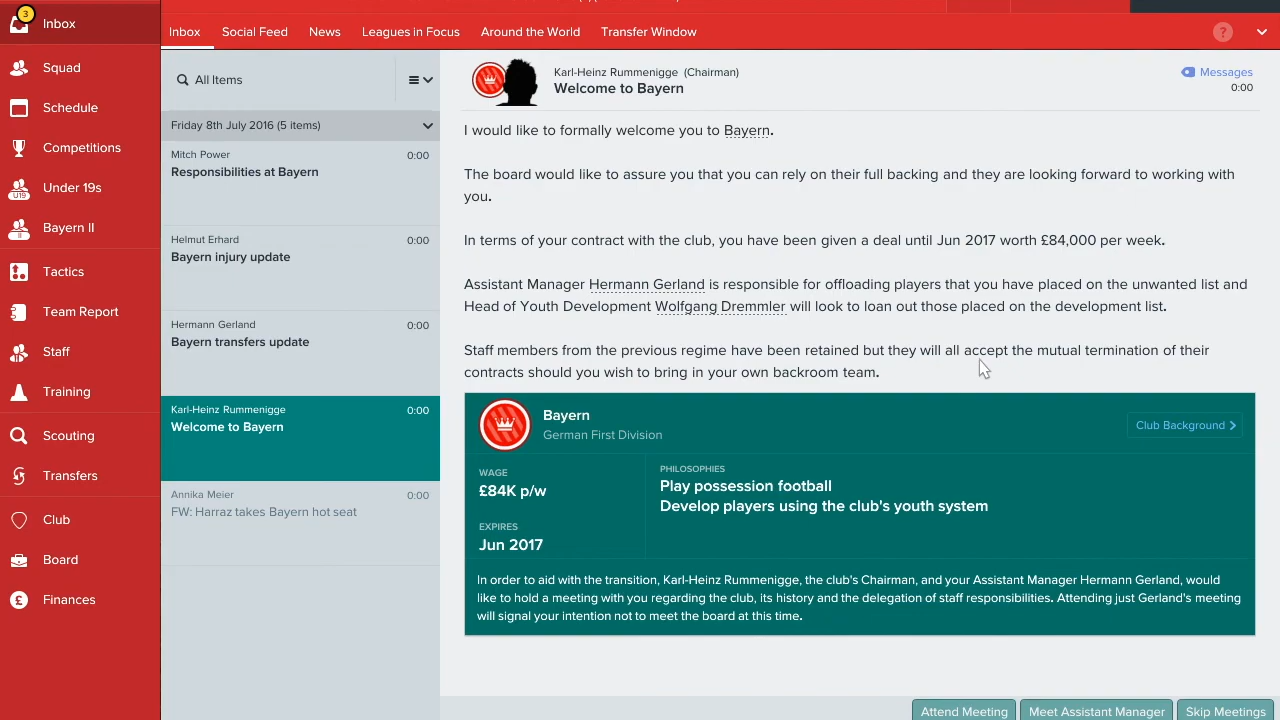 3
Inbox
Squad
Schedule
Competitions
U19
Under 19s
II
Bayern II
Tactics
Team Report
Staff
Training
Scouting
Transfers
Club
Board
£
Finances
Inbox
Social Feed
News
Leagues in Focus
Around the World
Transfer Window
?
All Items
Friday 8th July 2016 (5 items)
Mitch Power
0:00
Responsibilities at Bayern
Helmut Erhard
0:00
Bayern injury update
Hermann Gerland
0:00
Bayern transfers update
Karl-Heinz Rummenigge
0:00
Welcome to Bayern
Annika Meier
0:00
FW: Harraz takes Bayern hot seat
Karl-Heinz Rummenigge (Chairman)
Welcome to Bayern
Messages
0:00
I would like to formally welcome you to Bayern.
The board would like to assure you that you can rely on their full backing and they are looking forward to working with
you.
In terms of your contract with the club, you have been given a deal until Jun 2017 worth £84,000 per week.
Assistant Manager Hermann Gerland is responsible for offloading players that you have placed on the unwanted list and
Head of Youth Development Wolfgang Dremmler will look to loan out those placed on the development list.
Staff members from the previous regime have been retained but they will all accept the mutual termination of their
contracts should you wish to bring in your own backroom team.
Bayern
German First Division
Club Background
WAGE
£84K p/w
EXPIRES
Jun 2017
PHILOSOPHIES
Play possession football
Develop players using the club's youth system
In order to aid with the transition, Karl-Heinz Rummenigge, the club's Chairman, and your Assistant Manager Hermann Gerland, would
like to hold a meeting with you regarding the club, its history and the delegation of staff responsibilities. Attending just Gerland's meeting
will signal your intention not to meet the board at this time.
Attend Meeting
Meet Assistant Manager
Skip Meetings